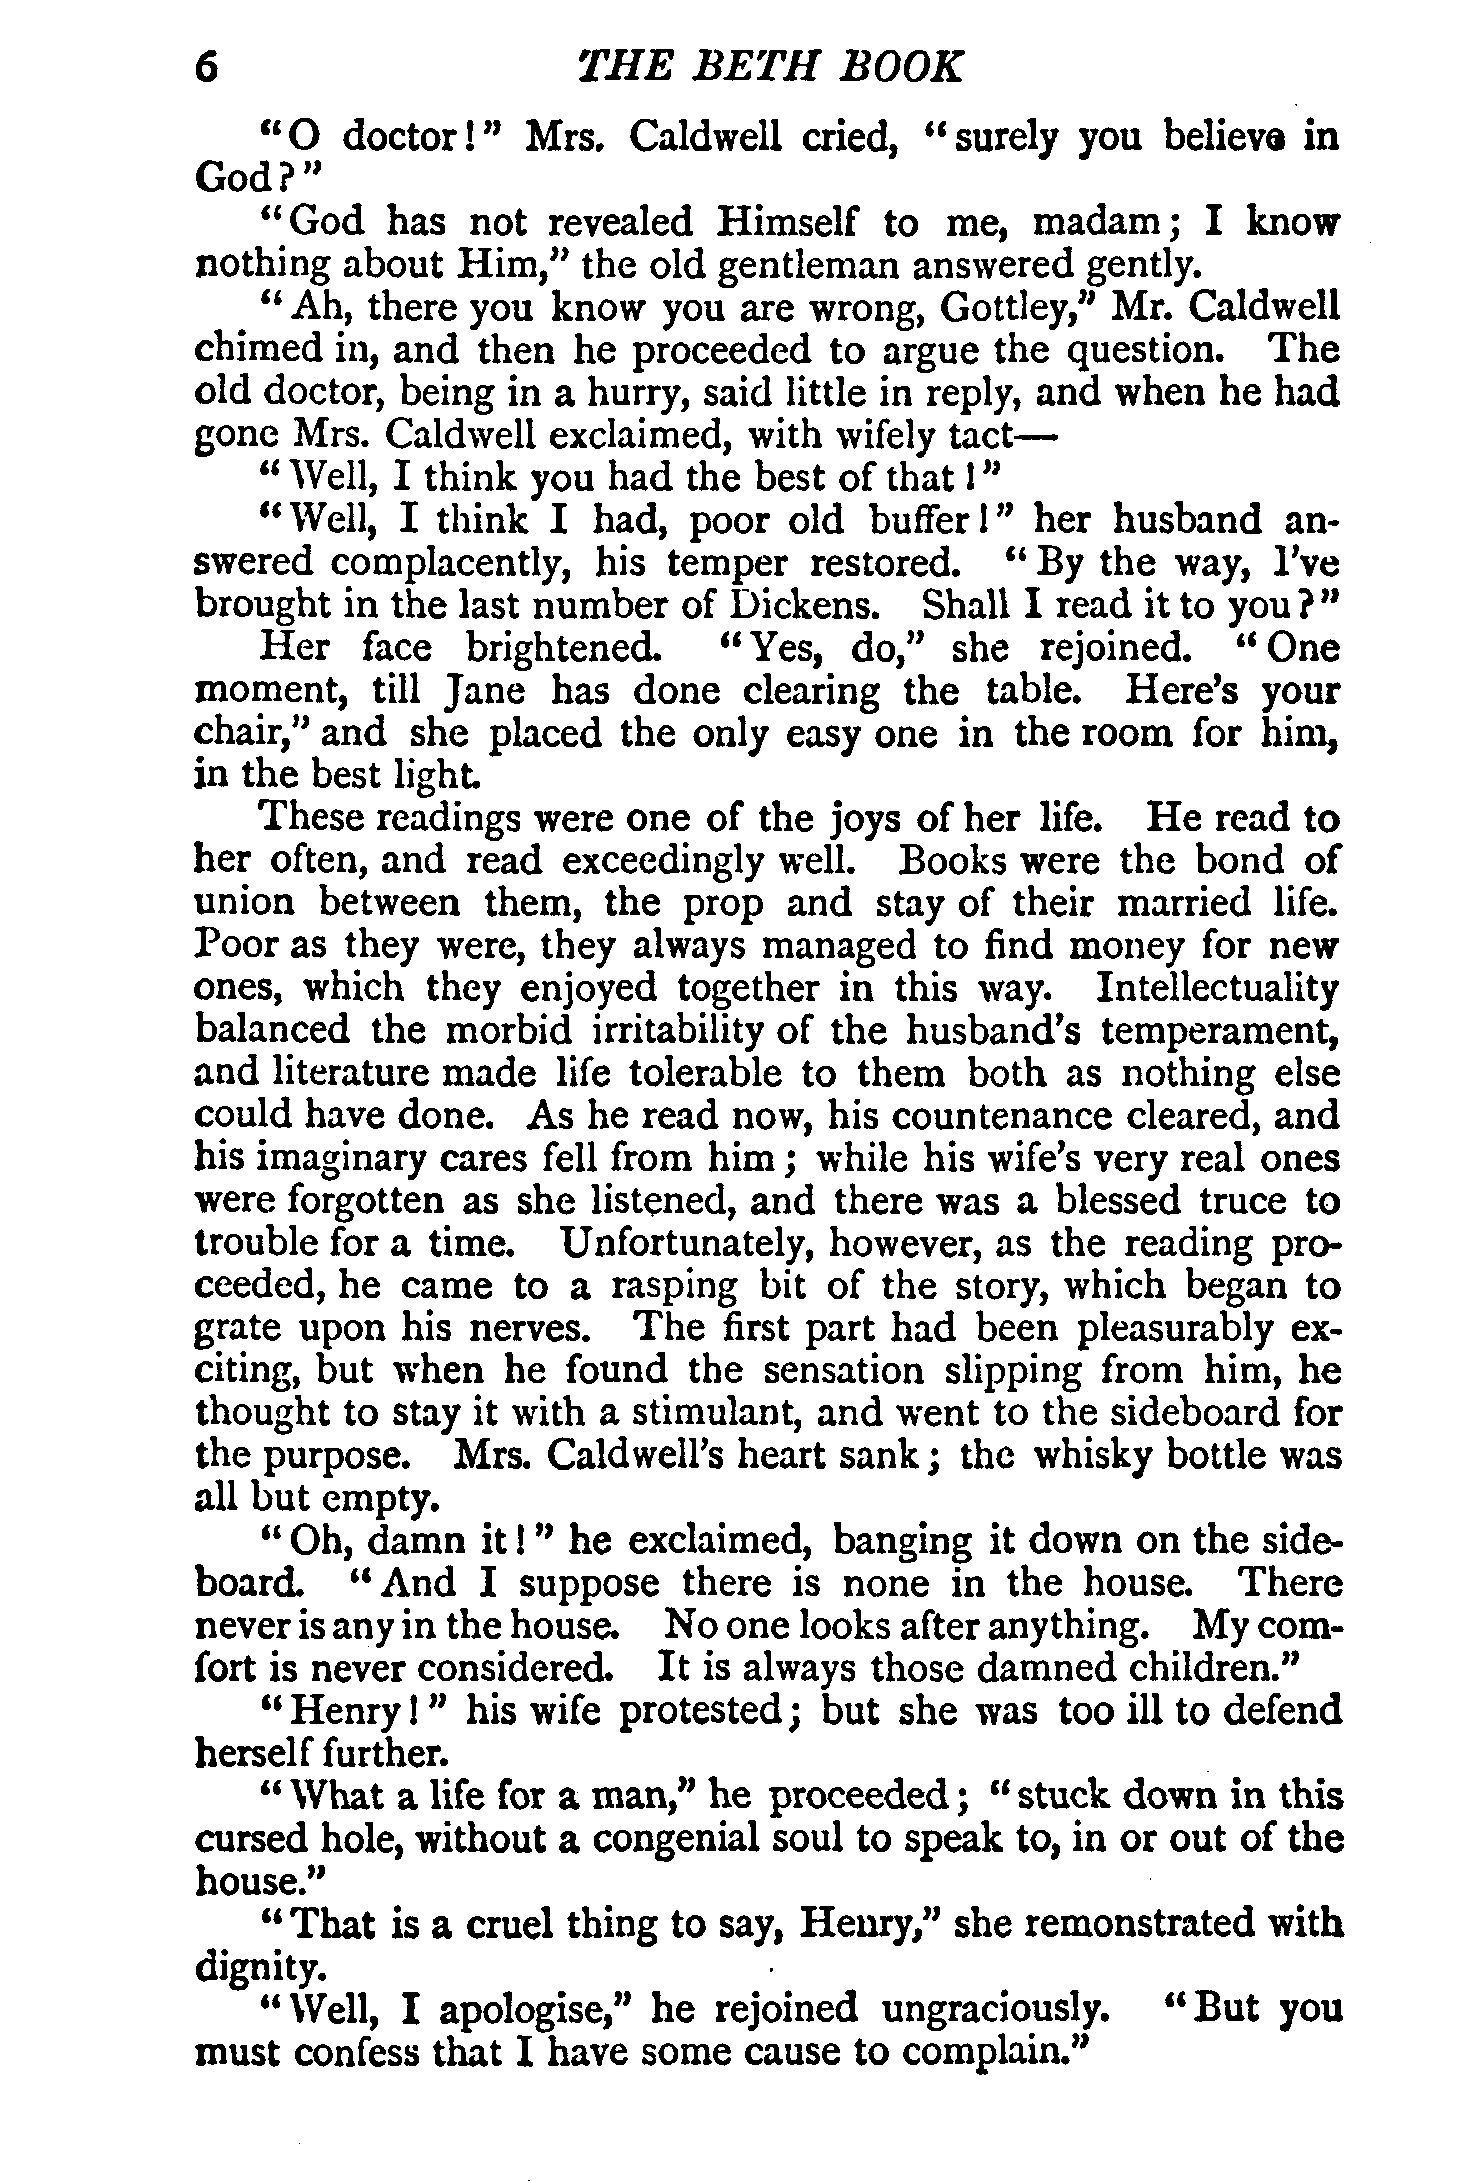 6 THE BETH BOOK
"O doctor!" Mrs. Caldwell cried, "surely you believe in
God?"
"God has not revealed Himself to me, madam; I know
nothing about Him," the old gentleman answered gently.
"Ah, there you know you are wrong, Gottley," Mr. Caldwell
chimed in, and then he proceeded to argue the question. The
old doctor, being in a hurry, said little in reply, and when he had
gone Mrs. Caldwell exclaimed, with wifely tact—
"Well, I think you had the best of that!"
"Well, I think I had, poor old buffer!" her husband an-
swered complacently, his temper restored. "By the way, I've
brought in the last number of Dickens. Shall I read it to you?"
Her face brightened. "Yes, do," she rejoined. "One
moment, till Jane has done clearing the table. Here's your
chair," and she placed the only easy one in the room for him,
in the best light.
These readings were one of the joys of her life. He read to
her often, and read exceedingly well. Books were the bond of
union between them, the prop and stay of their married life.
Poor as they were, they always managed to find money for new
ones, which they enjoyed together in this way. Intellectuality
balanced the morbid irritability of the husband's temperament,
and literature made life tolerable to them both as nothing else
could have done. As he read now, his countenance cleared, and
his imaginary cares fell from him; while his wife's very real ones
were forgotten as she listened, and there was a blessed truce to
trouble for a time. Unfortunately, however, as the reading pro-
ceeded, he came to a rasping bit of the story, which began to
grate upon his nerves. The first part had been pleasurably ex-
citing, but when he found the sensation slipping from him, he
thought to stay it with a stimulant, and went to the sideboard for
the purpose. Mrs. Caldwell's heart sank; the whisky bottle was
all but empty.
"Oh, damn it!" he exclaimed, banging it down on the side-
board. "And I suppose there is none in the house. There
never is any in the house. No one looks after anything. My com-
fort is never considered. It is always those damned children."
"Henry!" his wife protested; but she was too ill to defend
herself further.
"What a life for a man," he proceeded; "stuck down in this
cursed hole, without a congenial soul to speak to, in or out of the
house."
"That is a cruel thing to say, Henry," she remonstrated with
dignity.
"Well, I apologise," he rejoined ungraciously. "But you
must confess that I have some cause to complain."